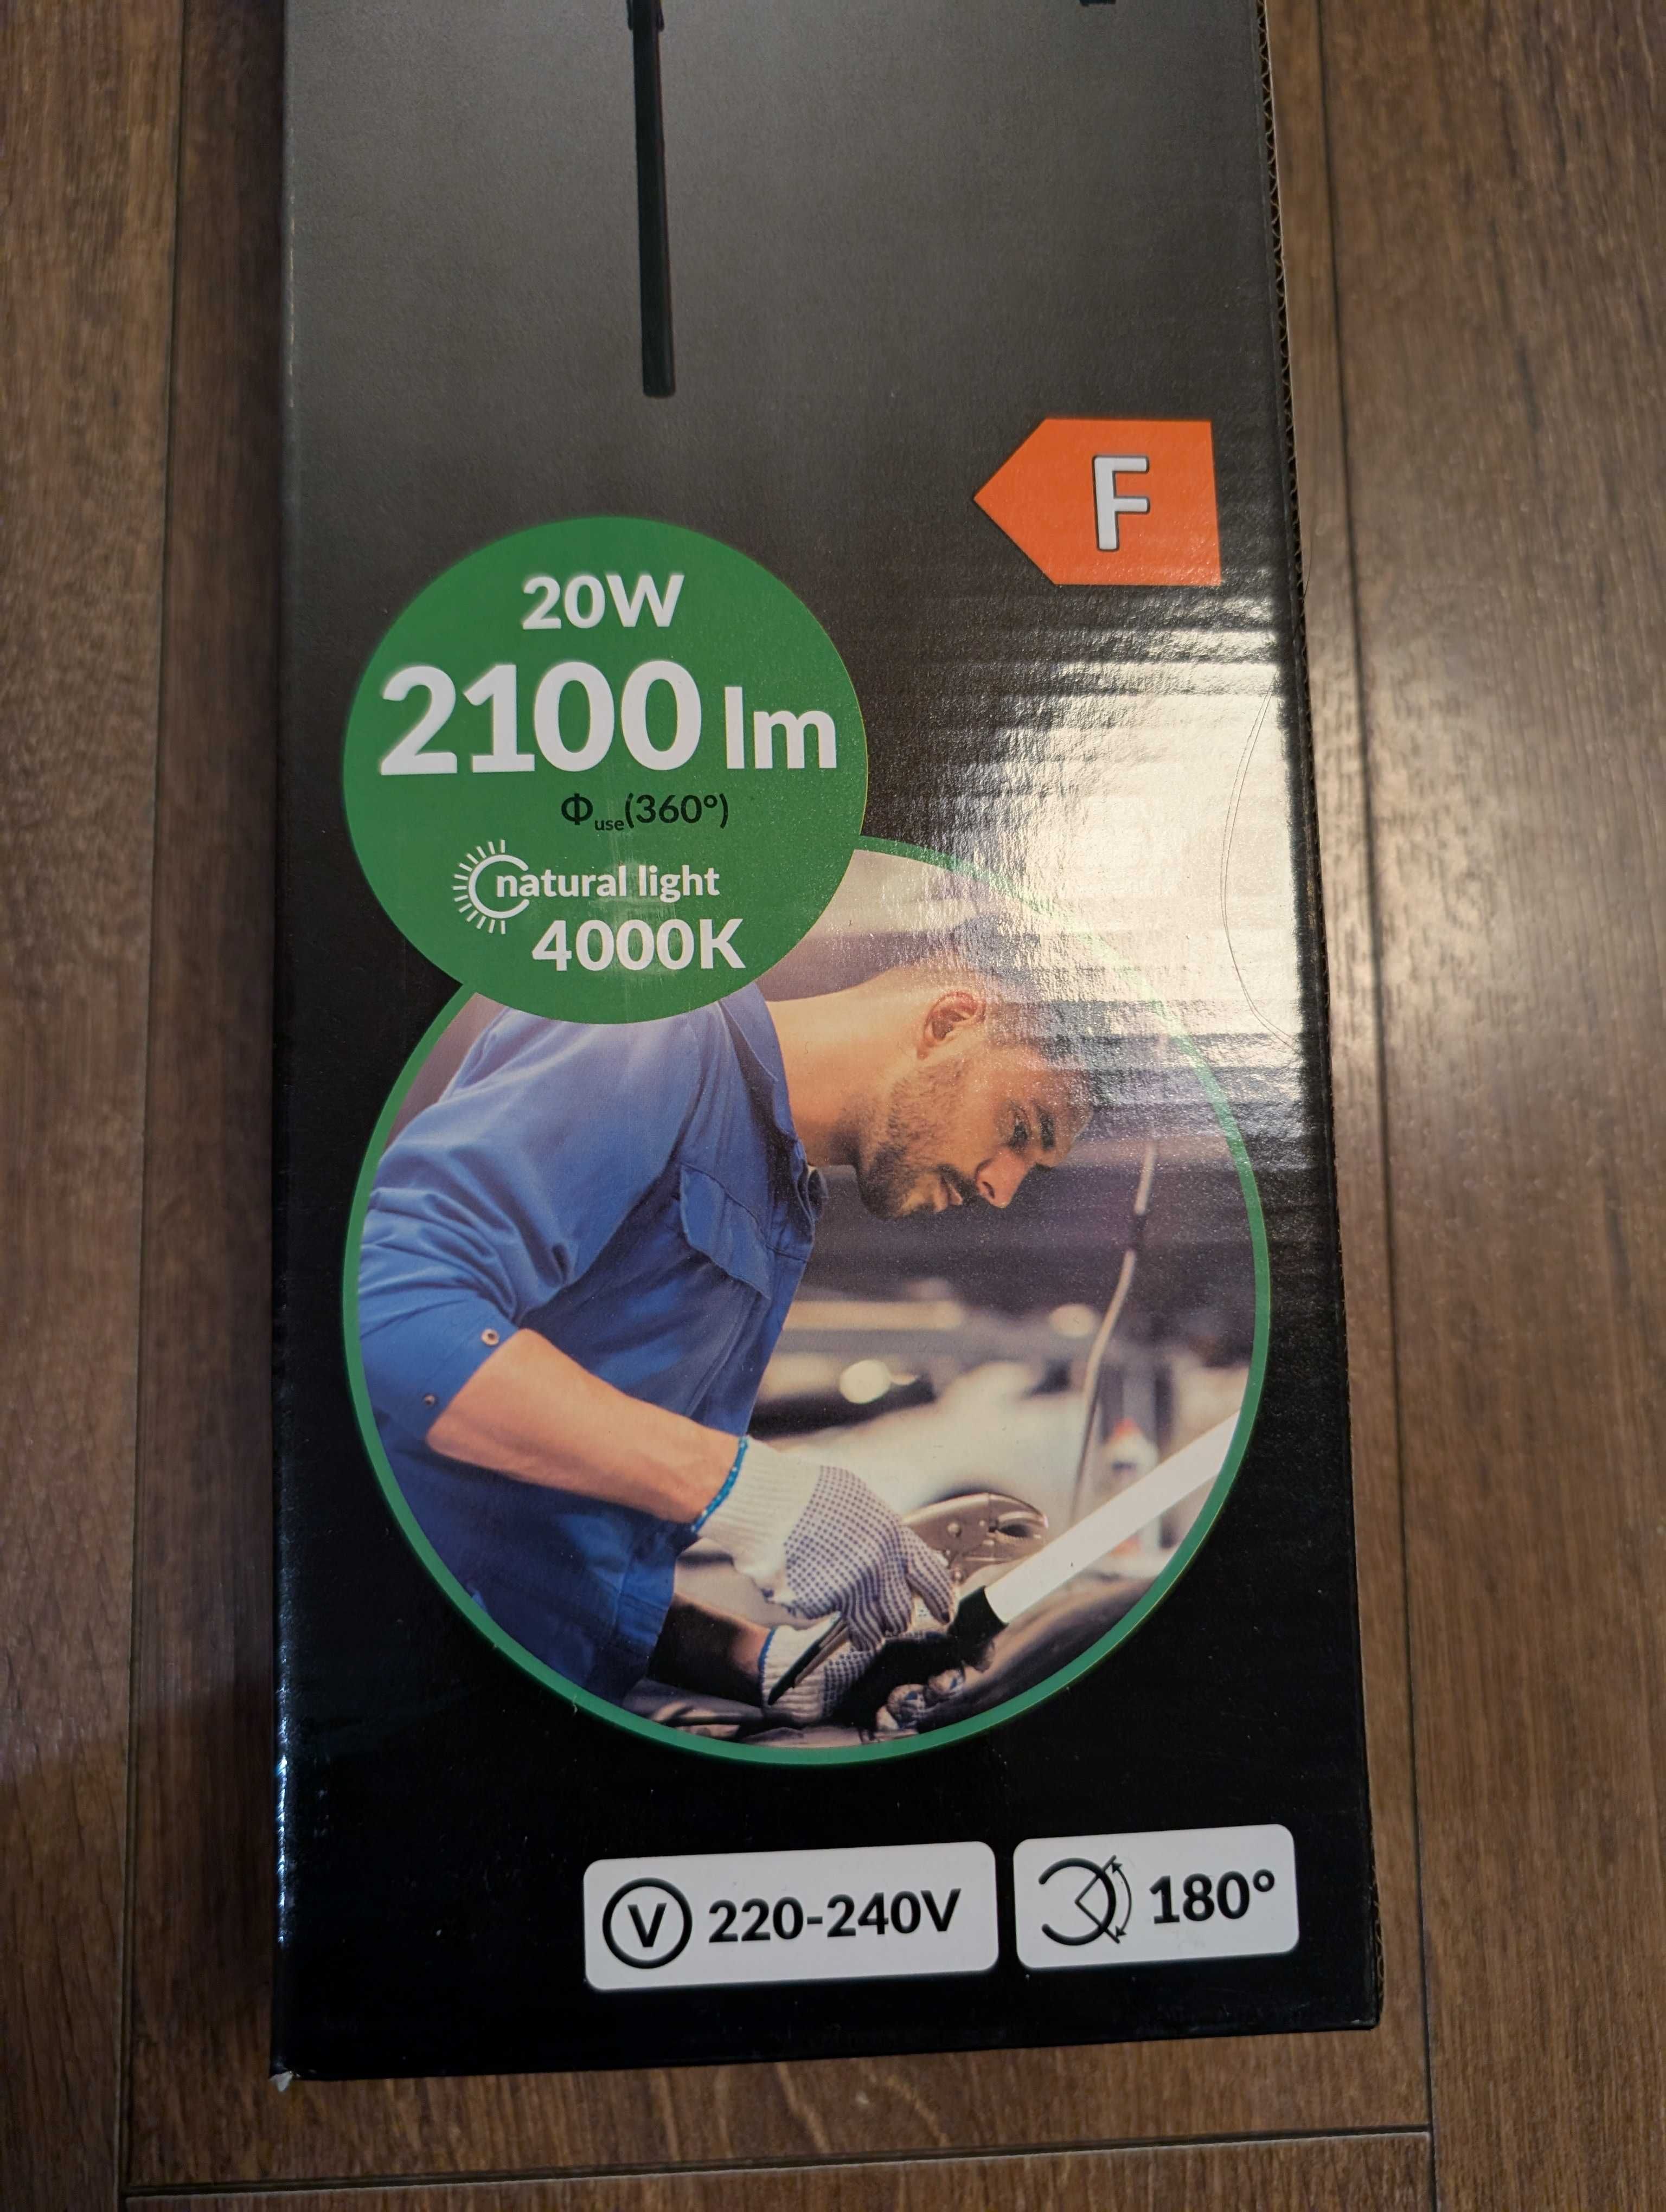 F
20W
2100 lm
Φuse(360°)
natural light
4000K
V 220-240V
180°